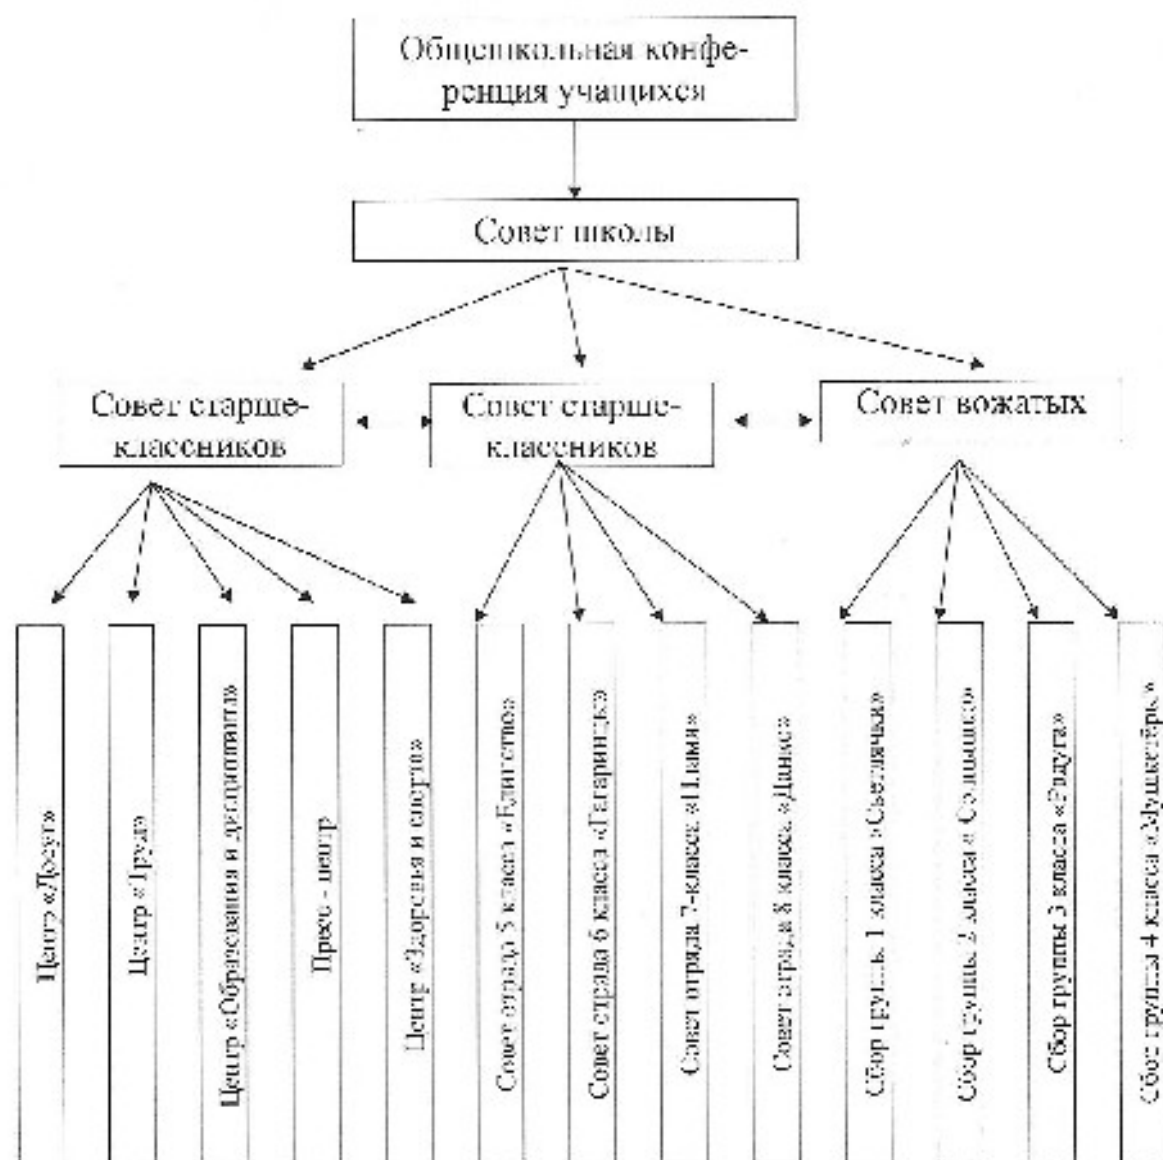 Общешкольная конфе-
ренция учащихся
Совет школы
Совет старше-
классников
Совет старше-
классников
Совет вожатых
Центр «Досуг»
Центр «Труд»
Центр «Образования и дисциплины»
Пресс - центр
Центр «Здоровья и спорта»
Совет отряда 5 класса «Единство»
Совет отряда 6 класса «Гагаринцы»
Совет отряда 7-класса «Пламя»
Совет отряда 8 класса «Данко»
Сбор группы 1 класса «Светлячки»
Сбор группы 2 класса « Солнышко»
Сбор группы 3 класса «Радуга»
Сбор группы 4 класса «Мушкетёры»